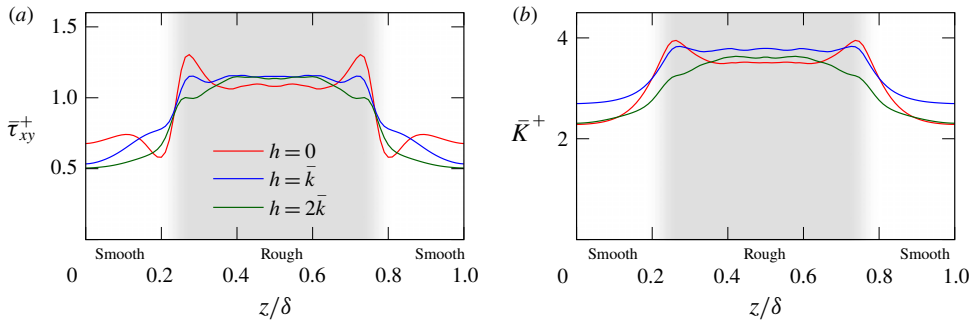 (a)
1.5
1.0
0.5
τ̄⁺xy
h = 0
h = k̄
h = 2k̄
Smooth Rough Smooth
0 0.2 0.4 0.6 0.8 1.0
z/δ
(b)
4
2
K̄⁺
Smooth Rough Smooth
0 0.2 0.4 0.6 0.8 1.0
z/δ